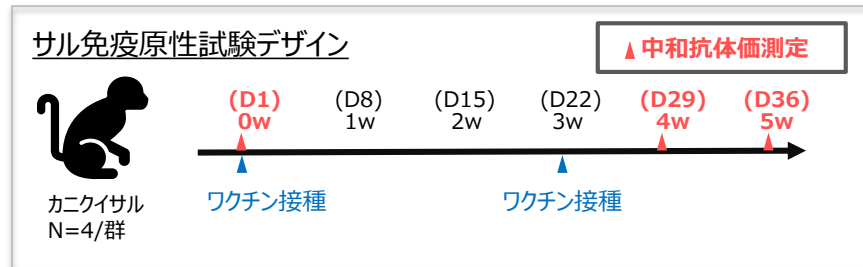 サル免疫原性試験デザイン
▲中和抗体価測定
(D1) (D8) (D15) (D22) (D29) (D36)
0w 1w 2w 3w 4w 5w
ワクチン接種 ワクチン接種
カニクイサル
N=4/群